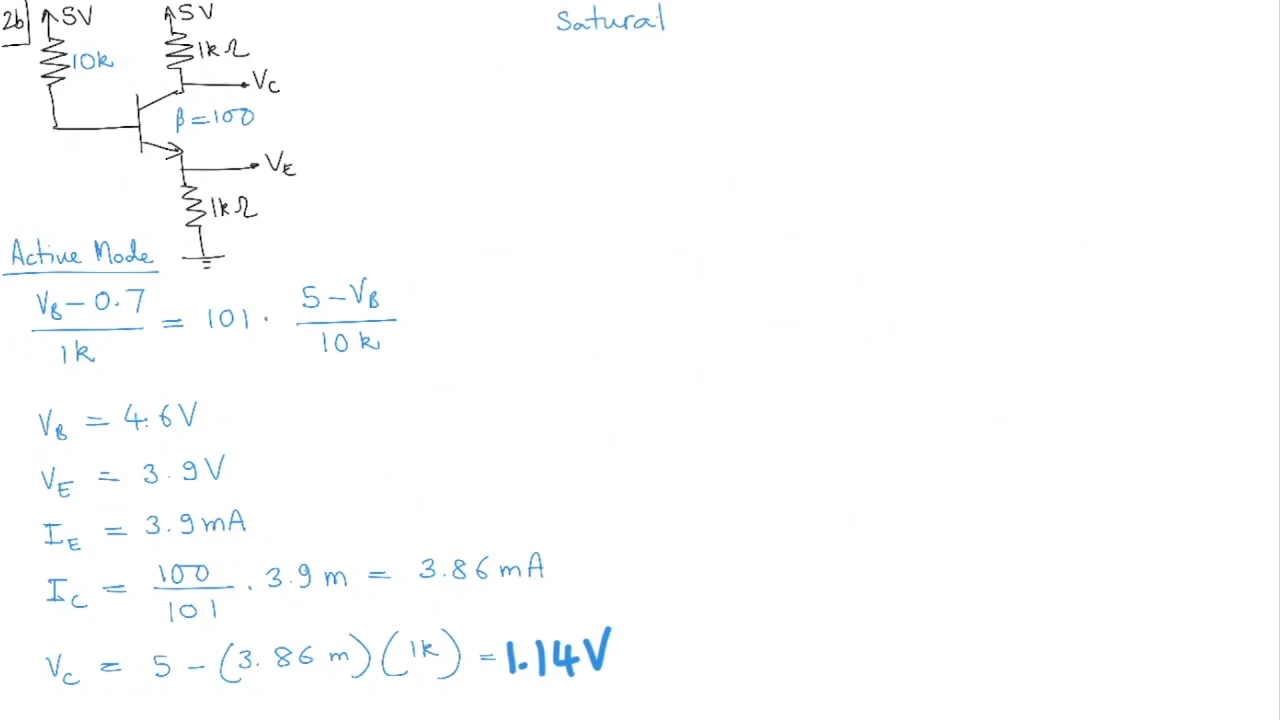 2b
5V
5V
10k
1kΩ
Vc
β=100
VE
1kΩ
Satural
Active Mode
VB - 0.7 / 1k = 101 · 5 - VB / 10k
VB = 4.6V
VE = 3.9V
IE = 3.9mA
Ic = 100 / 101 · 3.9m = 3.86mA
Vc = 5 - (3.86m)(1k) = 1.14V